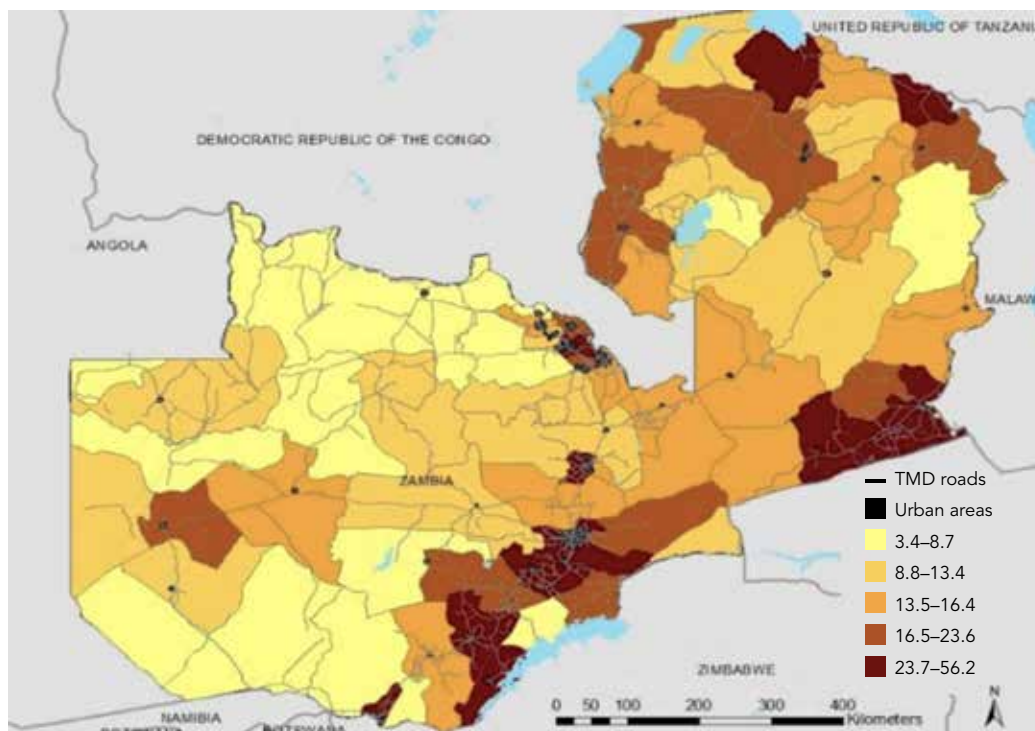 UNITED REPUBLIC OF TANZANI
DEMOCRATIC REPUBLIC OF THE CONGO
ANGOLA
MALAW
ZAMBIA
TMD roads
Urban areas
3.4–8.7
8.8–13.4
13.5–16.4
16.5–23.6
23.7–56.2
ZIMBABWE
N
0 50 100 200 300 400
Kilometers
NAMIBIA